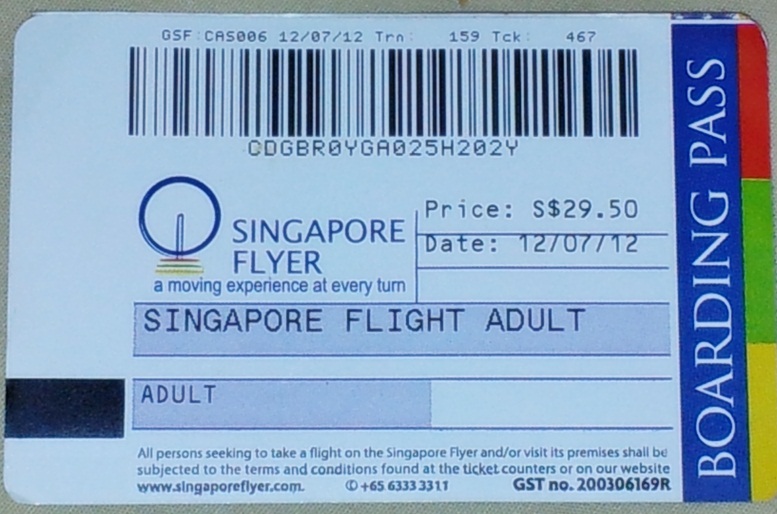 GSF:CAS006 12/07/12 Trn: 159 Tck: 467
CDGBR0YGA025H202Y
SINGAPORE
FLYER
a moving experience at every turn
Price: S$29.50
Date: 12/07/12
SINGAPORE FLIGHT ADULT
ADULT
All persons seeking to take a flight on the Singapore Flyer and/or visit its premises shall be
subjected to the terms and conditions found at the ticket counters or on our website
www.singaporeflyer.com. ✆+65 6333 3311 GST no. 200306169R
BOARDING PASS